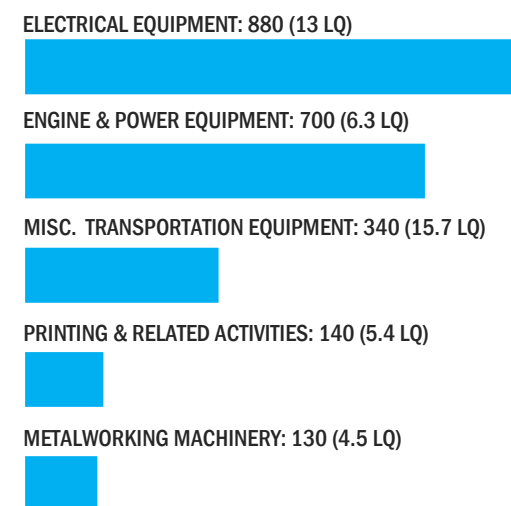 ELECTRICAL EQUIPMENT: 880 (13 LQ)
ENGINE & POWER EQUIPMENT: 700 (6.3 LQ)
MISC. TRANSPORTATION EQUIPMENT: 340 (15.7 LQ)
PRINTING & RELATED ACTIVITIES: 140 (5.4 LQ)
METALWORKING MACHINERY: 130 (4.5 LQ)